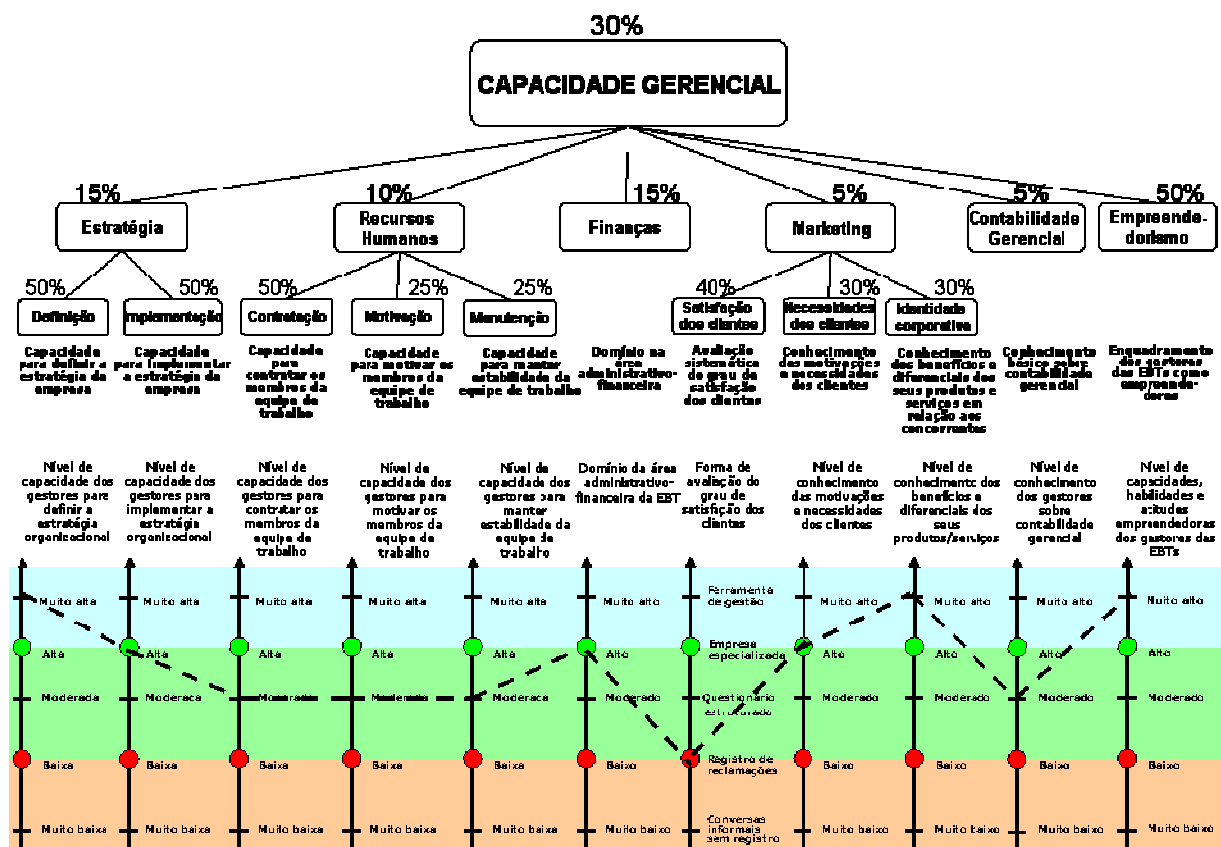 30%
CAPACIDADE GERENCIAL
15%
10%
15%
5%
5%
50%
Estratégia
Recursos
Humanos
Finanças
Marketing
Contabilidade
Gerencial
Empreende-
dorismo
50%
50%
50%
25%
25%
40%
30%
30%
Definição
Implementação
Contratação
Motivação
Manutenção
Satisfação
dos clientes
Necessidades
dos clientes
Identidade
corporativa
Capacidade
para definir a
estratégia da
empresa
Capacidade
para implementar
a estratégia da
empresa
Capacidade
para
contratar os
membros da
equipe de
trabalho
Capacidade
para motivar os
membros da
equipe de
trabalho
Capacidade
para manter
estabilidade da
equipe de trabalho
Domínio na
área
administrativo-
financeira
Avaliação
sistemática
do grau de
satisfação
dos clientes
Conhecimento
das motivações
e necessidades
dos clientes
Conhecimento
dos benefícios e
diferenciais dos
seus produtos e
serviços em
relação aos
concorrentes
Conhecimento
básico sobre
contabilidade
gerencial
Enquadramento
dos gestores
das EBTs como
empreende-
dores
Nível de
capacidade dos
gestores para
definir a
estratégia
organizacional
Nível de
capacidade dos
gestores para
implementar a
estratégia
organizacional
Nível de
capacidade dos
gestores para
contratar os
membros da
equipe de
trabalho
Nível de
capacidade dos
gestores para
motivar os
membros da
equipe de
trabalho
Nível de
capacidade dos
gestores para
manter
estabilidade da
equipe de
trabalho
Domínio da área
administrativo-
financeira da EBT
Forma de
avaliação do
grau de
satisfação dos
clientes
Nível de
conhecimento
das motivações
e necessidades
dos clientes
Nível de
conhecimento dos
benefícios e
diferenciais dos
seus
produtos/serviços
Nível de
conhecimento
dos gestores
sobre
contabilidade
gerencial
Nível de
capacidades,
habilidades e
atitudes
empreendedoras
dos gestores das
EBTs
Muito alta
Muito alta
Muito alta
Muito alta
Muito alta
Muito alto
Ferramenta
de gestão
Muito alto
Muito alto
Muito alto
Muito alto
Alta
Alta
Alta
Alta
Alta
Alto
Empresa
especializada
Alto
Alto
Alto
Alto
Moderada
Moderada
Moderada
Moderada
Moderada
Moderado
Questionário
estruturado
Moderado
Moderado
Moderado
Moderado
Baixa
Baixa
Baixa
Baixa
Baixa
Baixo
Registro de
reclamações
Baixo
Baixo
Baixo
Baixo
Muito baixa
Muito baixa
Muito baixa
Muito baixa
Muito baixa
Muito baixo
Conversas
informais
sem registro
Muito baixo
Muito baixo
Muito baixo
Muito baixo